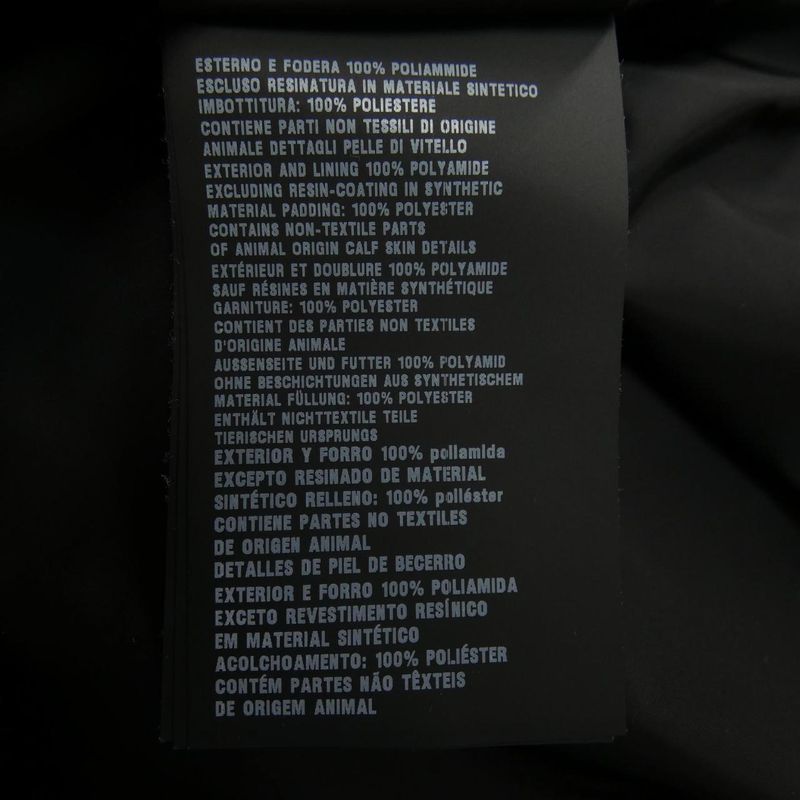 ESTERNO E FODERA 100% POLIAMMIDE
ESCLUSO RESINATURA IN MATERIALE SINTETICO
IMBOTTITURA: 100% POLIESTERE
CONTIENE PARTI NON TESSILI DI ORIGINE
ANIMALE DETTAGLI PELLE DI VITELLO
EXTERIOR AND LINING 100% POLYAMIDE
EXCLUDING RESIN-COATING IN SYNTHETIC
MATERIAL PADDING: 100% POLYESTER
CONTAINS NON-TEXTILE PARTS
OF ANIMAL ORIGIN CALF SKIN DETAILS
EXTÉRIEUR ET DOUBLURE 100% POLYAMIDE
SAUF RÉSINES EN MATIÈRE SYNTHÉTIQUE
GARNITURE: 100% POLYESTER
CONTIENT DES PARTIES NON TEXTILES
D'ORIGINE ANIMALE
AUSSENSEITE UND FUTTER 100% POLYAMID
OHNE BESCHICHTUNGEN AUS SYNTHETISCHEM
MATERIAL FÜLLUNG: 100% POLYESTER
ENTHÄLT NICHTTEXTILE TEILE
TIERISCHEN URSPRUNGS
EXTERIOR Y FORRO 100% poliamida
EXCEPTO RESINADO DE MATERIAL
SINTÉTICO RELLENO: 100% poliéster
CONTIENE PARTES NO TEXTILES
DE ORIGEN ANIMAL
DETALLES DE PIEL DE BECERRO
EXTERIOR E FORRO 100% POLIAMIDA
EXCETO REVESTIMENTO RESÍNICO
EM MATERIAL SINTÉTICO
ACOLCHOAMENTO: 100% POLIÉSTER
CONTÉM PARTES NÃO TÊXTEIS
DE ORIGEM ANIMAL